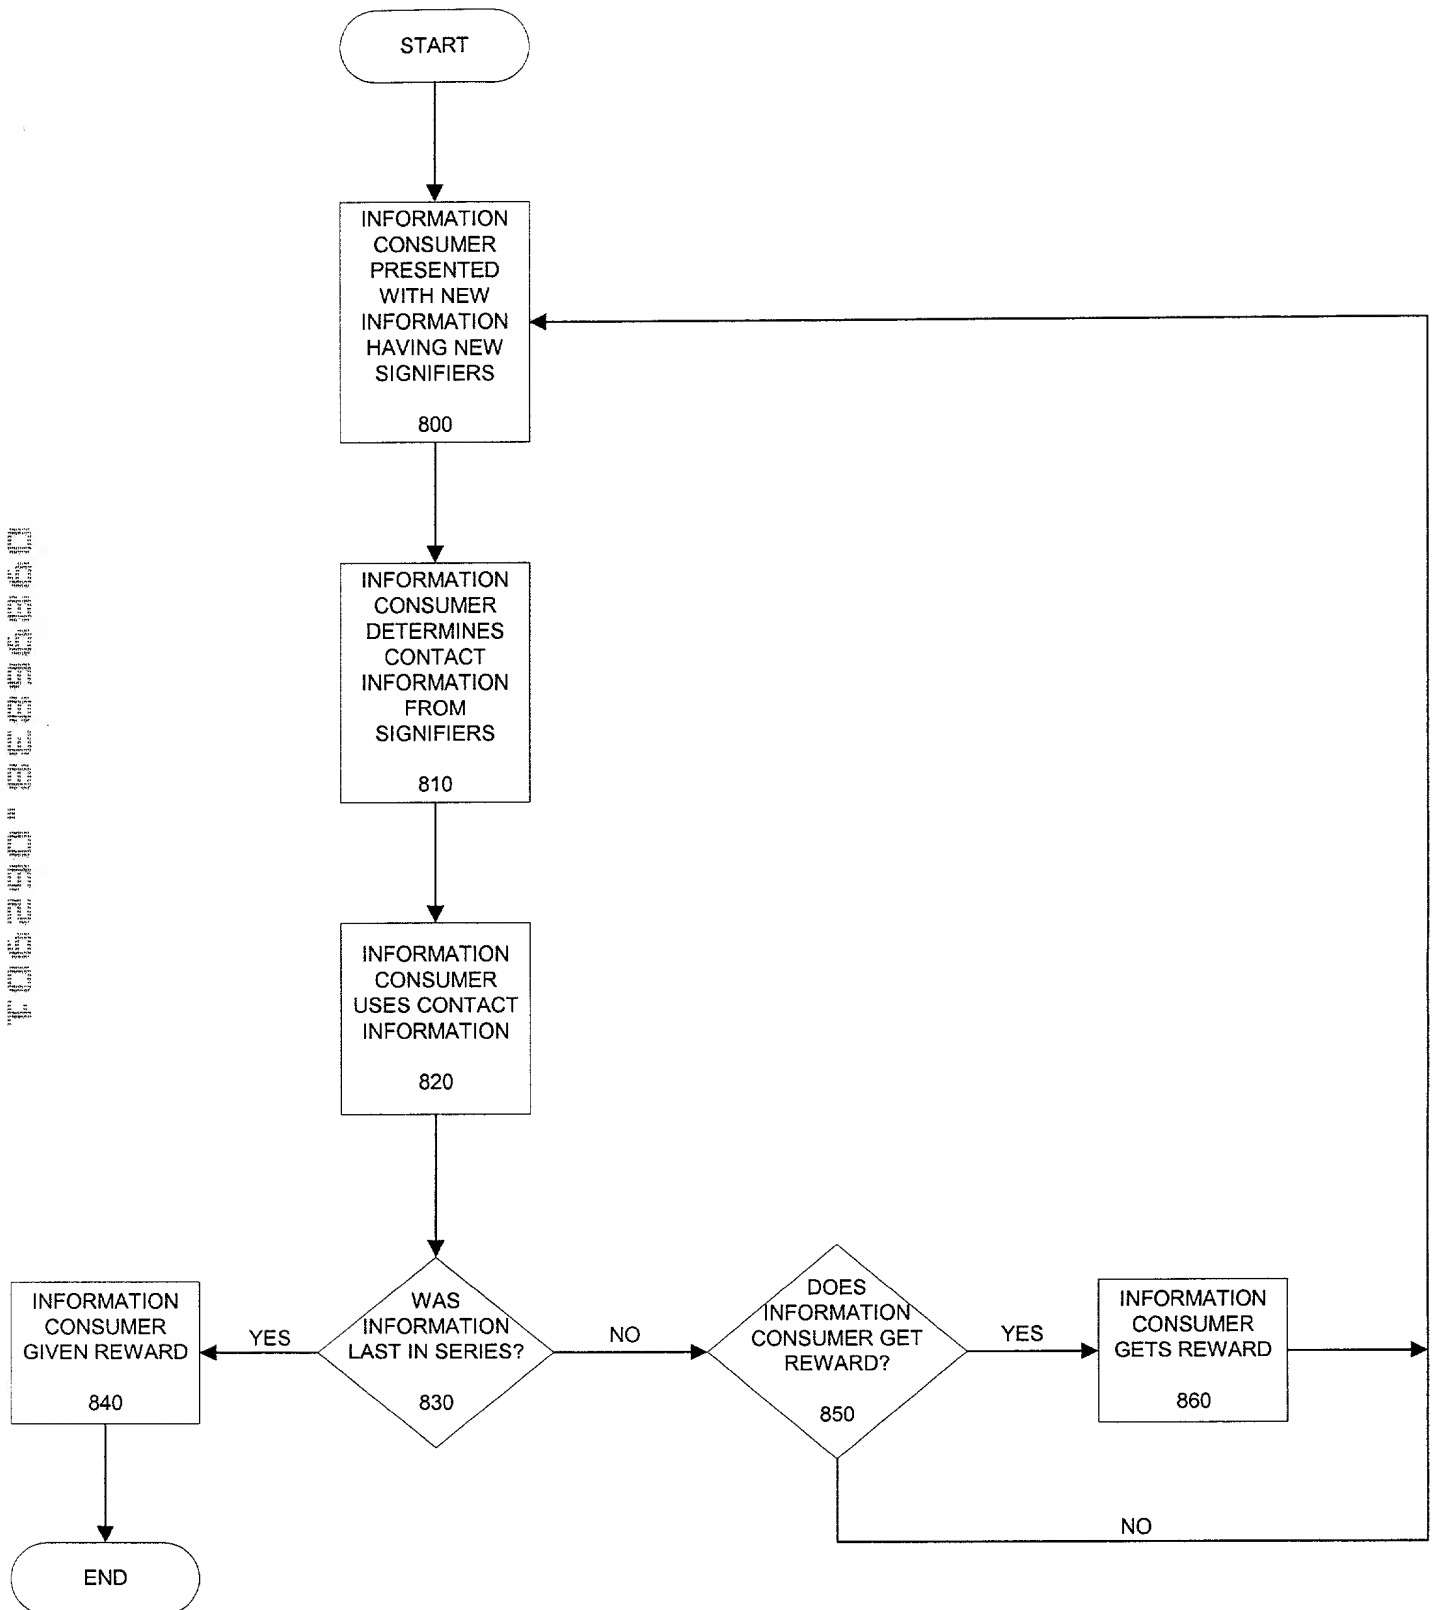 START
INFORMATION
CONSUMER
PRESENTED
WITH NEW
INFORMATION
HAVING NEW
SIGNIFIERS
800
INFORMATION
CONSUMER
DETERMINES
CONTACT
INFORMATION
FROM
SIGNIFIERS
810
INFORMATION
CONSUMER
USES CONTACT
INFORMATION
820
WAS
INFORMATION
LAST IN SERIES?
830
YES
NO
INFORMATION
CONSUMER
GIVEN REWARD
840
DOES
INFORMATION
CONSUMER GET
REWARD?
850
YES
NO
INFORMATION
CONSUMER
GETS REWARD
860
END